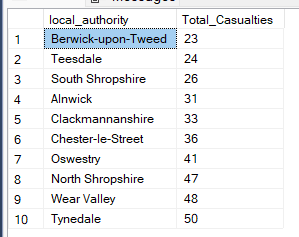 Messages
local_authority Total_Casualties
1 Berwick-upon-Tweed 23
2 Teesdale 24
3 South Shropshire 26
4 Alnwick 31
5 Clackmannanshire 33
6 Chester-le-Street 36
7 Oswestry 41
8 North Shropshire 47
9 Wear Valley 48
10 Tynedale 50